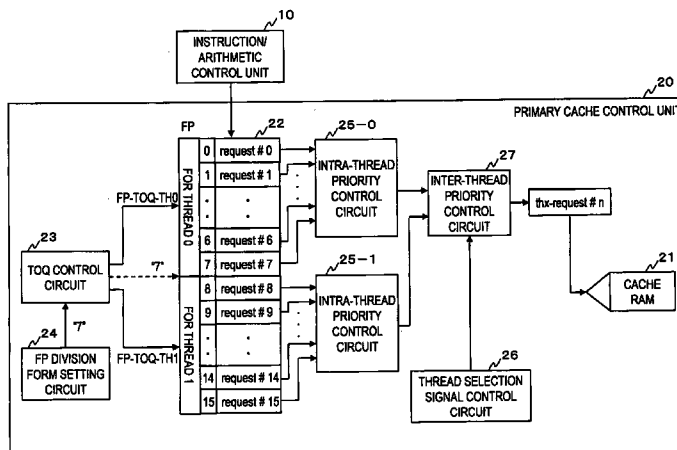 10
INSTRUCTION/
ARITHMETIC
CONTROL UNIT
20
PRIMARY CACHE CONTROL UNIT
FP
22
25-0
FOR THREAD 0
0 request # 0
1 request # 1
6 request # 6
7 request # 7
INTRA-THREAD
PRIORITY
CONTROL
CIRCUIT
27
INTER-THREAD
PRIORITY
CONTROL
CIRCUIT
thx-request # n
21
CACHE
RAM
FP-TOQ-TH0
23
TOQ CONTROL
CIRCUIT
"7"
25-1
FOR THREAD 1
8 request # 8
9 request # 9
14 request # 14
15 request # 15
INTRA-THREAD
PRIORITY
CONTROL
CIRCUIT
"7"
24
FP DIVISION
FORM SETTING
CIRCUIT
FP-TOQ-TH1
26
THREAD SELECTION
SIGNAL CONTROL
CIRCUIT